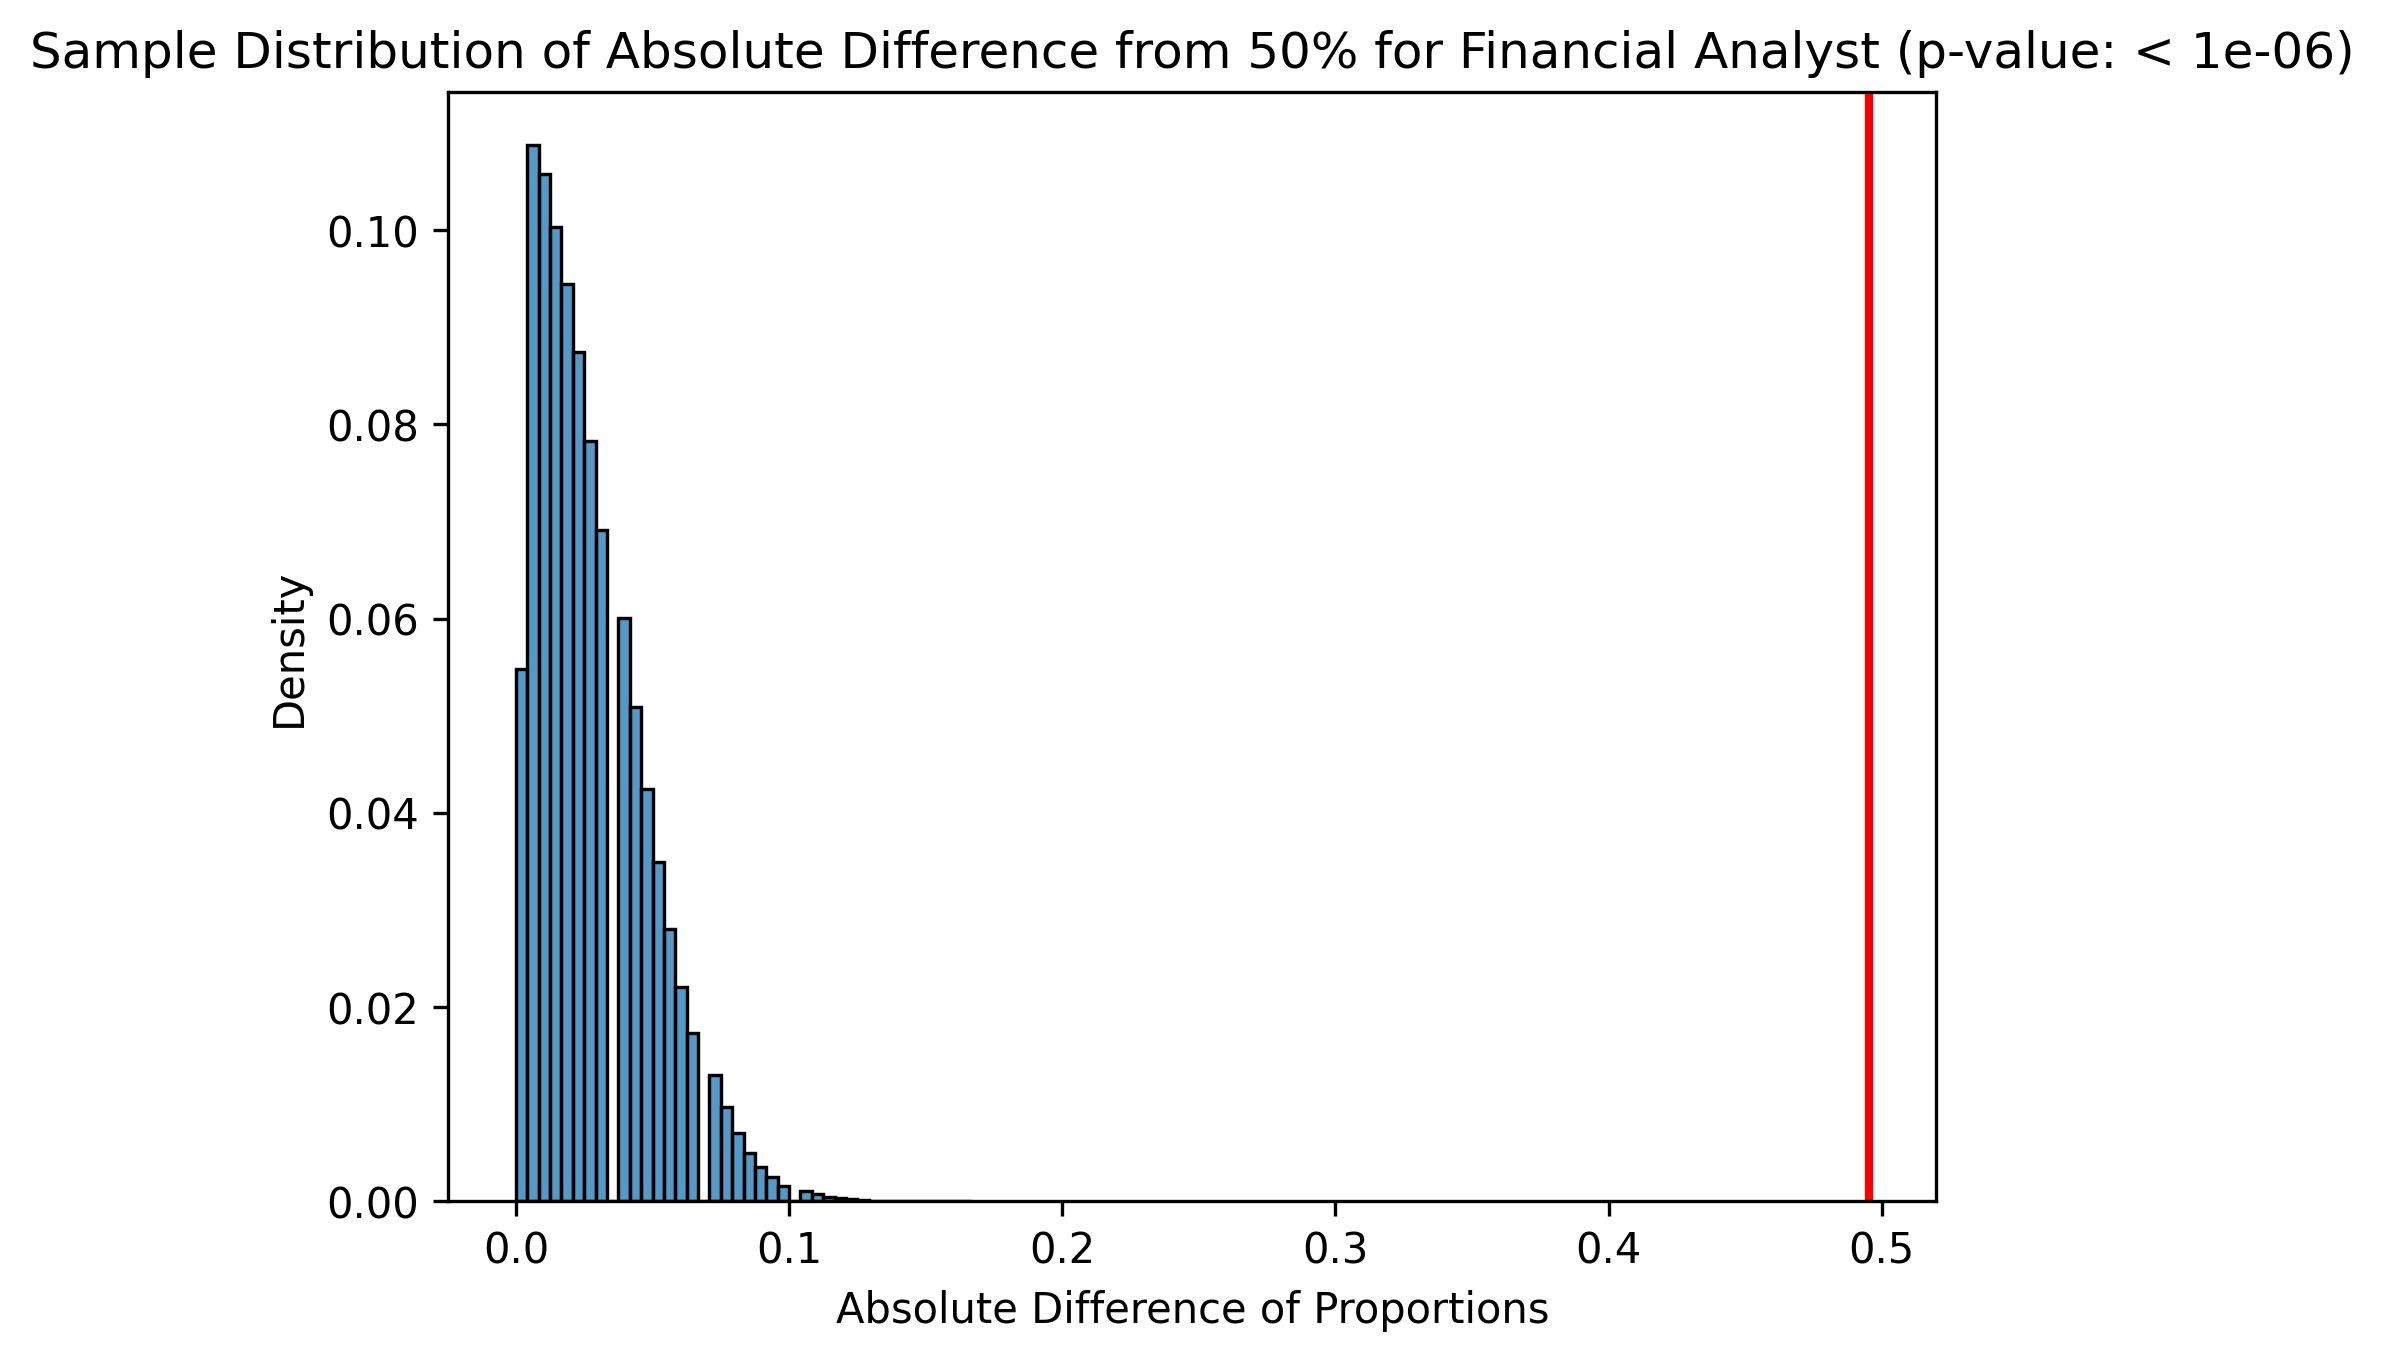 Sample Distribution of Absolute Difference from 50% for Financial Analyst (p-value: < 1e-06)
Density
0.10
0.08
0.06
0.04
0.02
0.00
0.0 0.1 0.2 0.3 0.4 0.5
Absolute Difference of Proportions